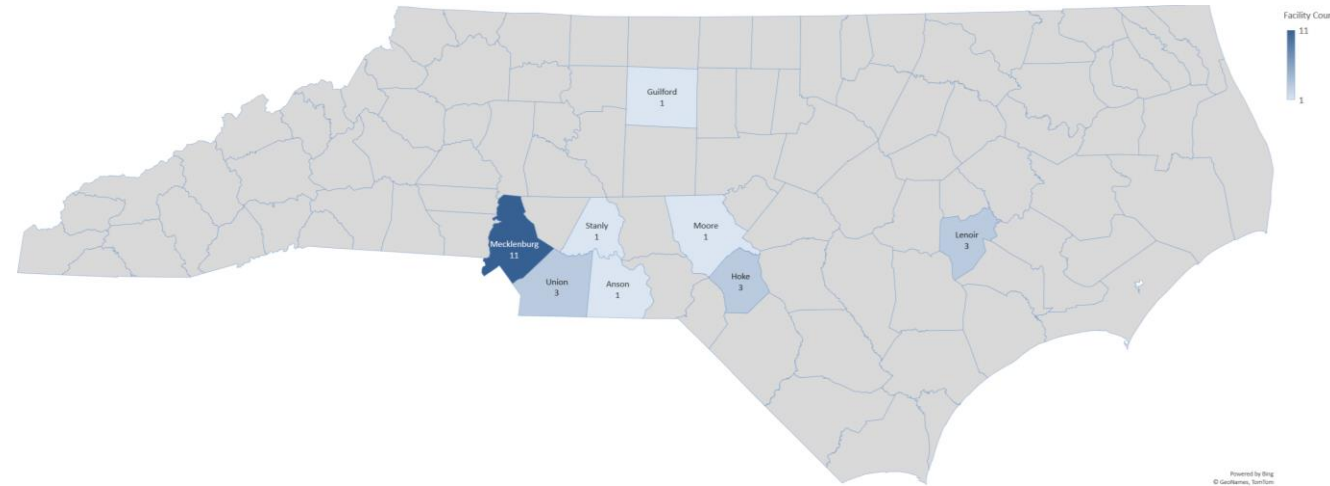 Facility Coun
11
1
Guilford
1
Stanly
1
Moore
1
Mecklenburg
11
Lenoir
3
Union
3
Anson
1
Hoke
3
Powered by Bing
© GeoNames, TomTom